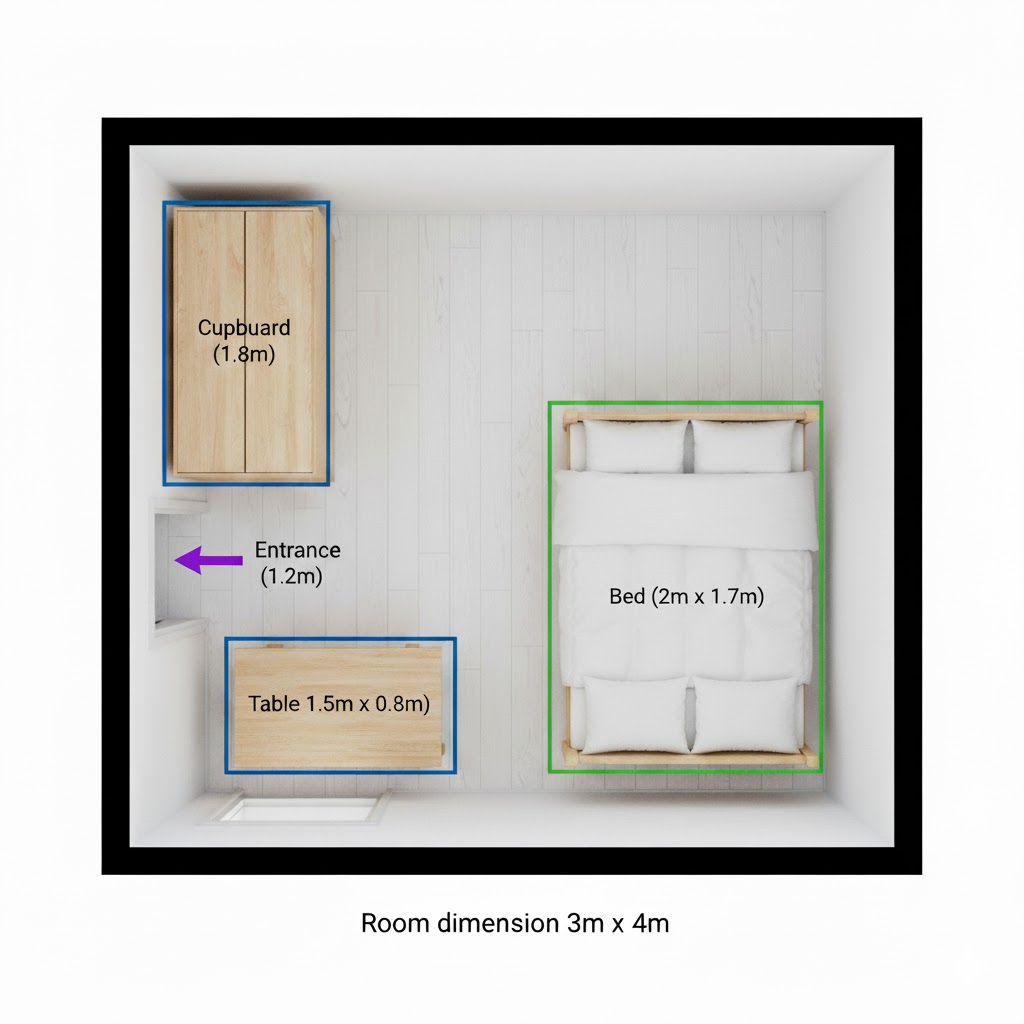 Cupbuard
(1.8m)
Entrance
(1.2m)
Bed (2m x 1.7m)
Table 1.5m x 0.8m)
Room dimension 3m x 4m